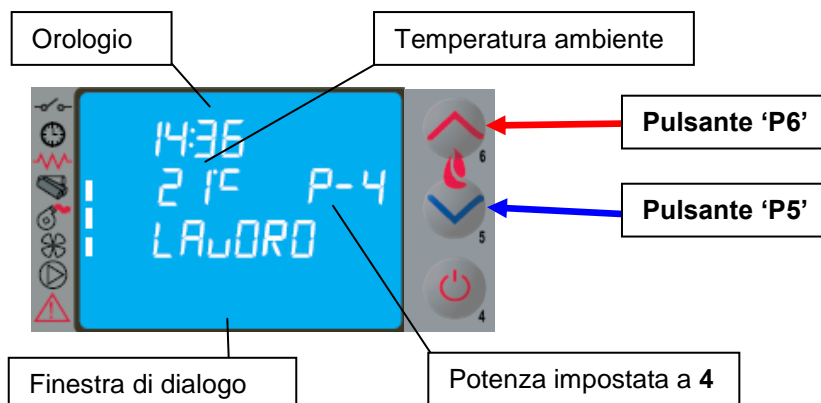 Orologio
Temperatura ambiente
14:36
21°C P-4
LAvORO
6
5
4
Pulsante ‘P6’
Pulsante ‘P5’
Finestra di dialogo
Potenza impostata a 4